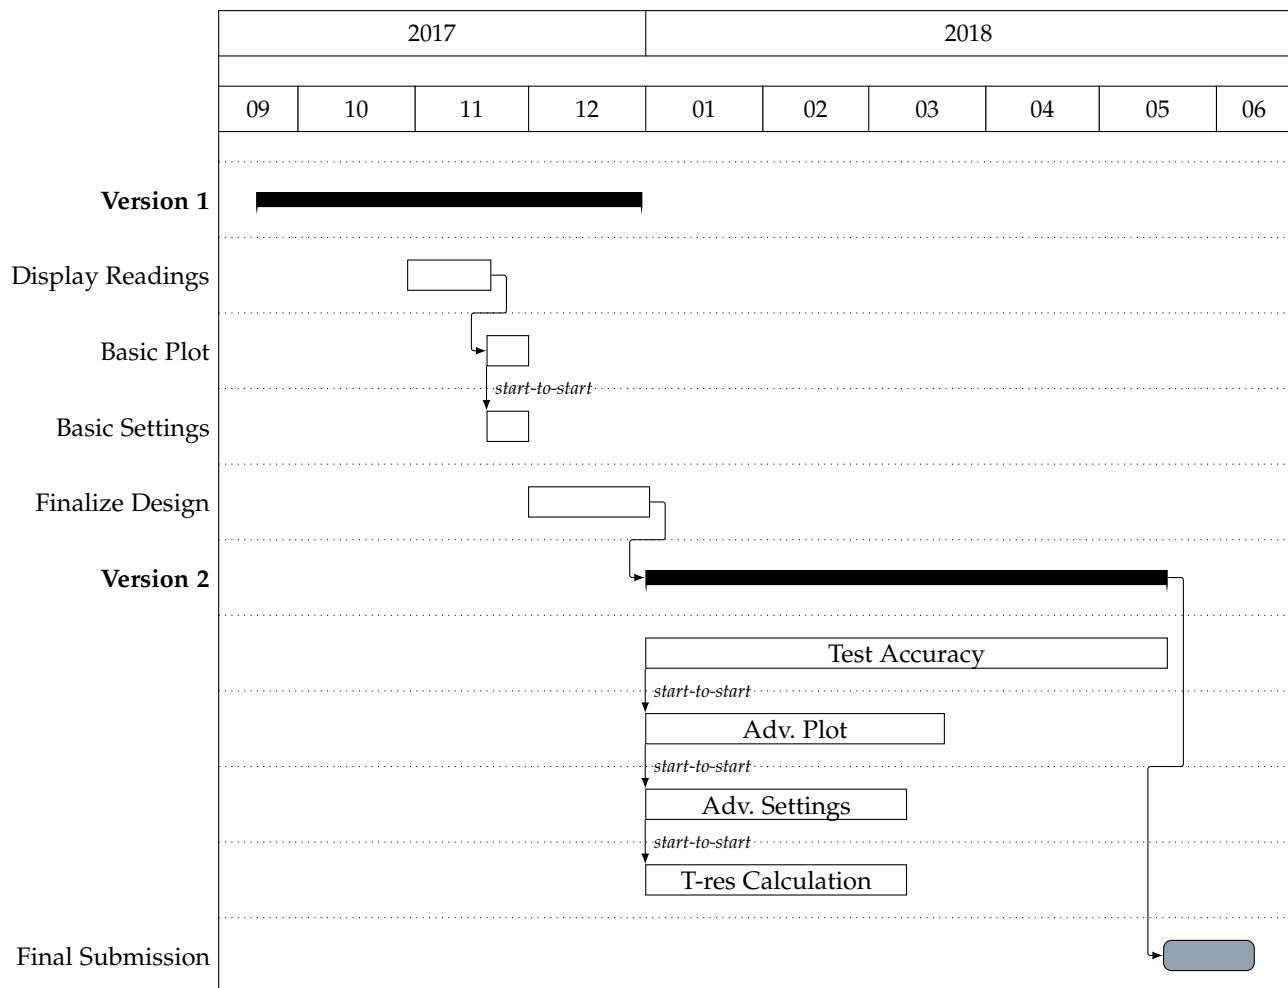 2017 2018
09 10 11 12 01 02 03 04 05 06
Version 1
Display Readings
Basic Plot
start-to-start
Basic Settings
Finalize Design
Version 2
Test Accuracy
start-to-start
Adv. Plot
start-to-start
Adv. Settings
start-to-start
T-res Calculation
Final Submission